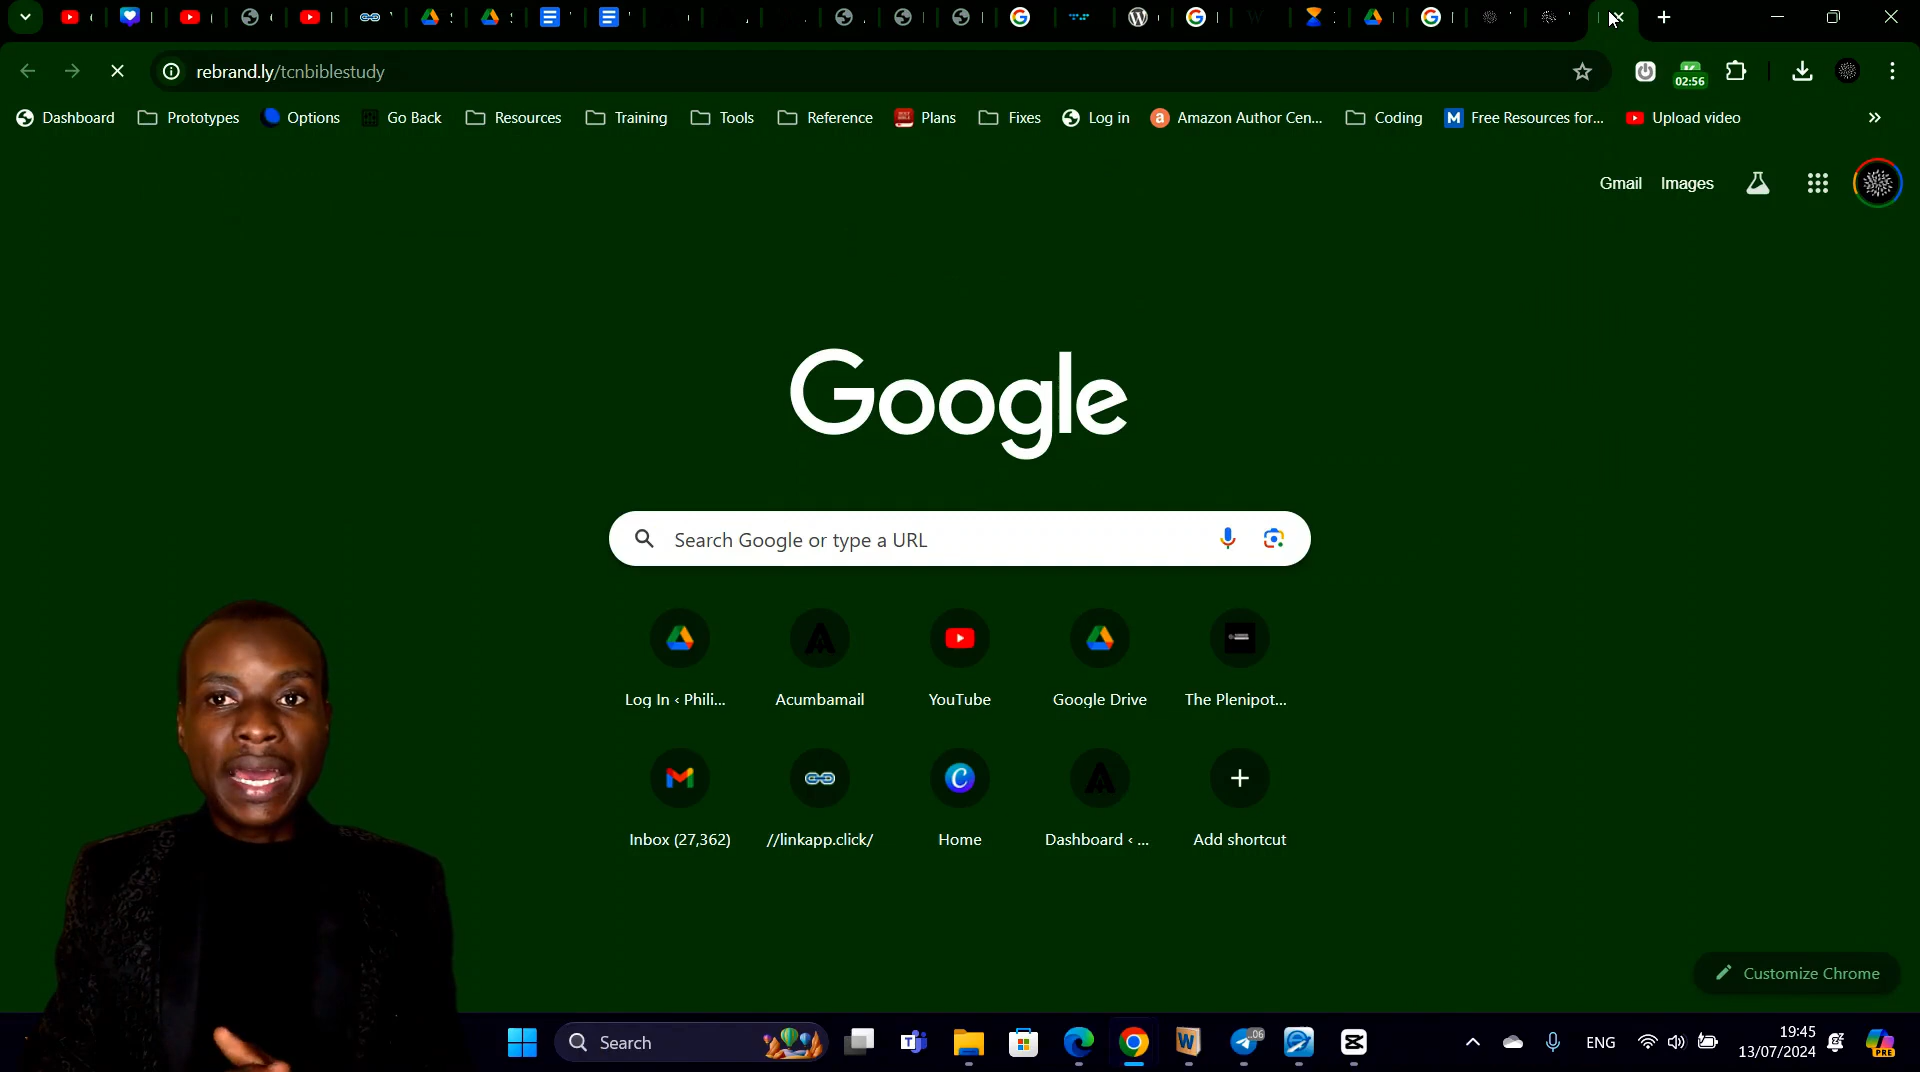 rebrand.ly/tcnbiblestudy
02:56
Dashboard
Prototypes
Options
Go Back
Resources
Training
Tools
Reference
Plans
Fixes
Log in
Amazon Author Cen...
Coding
Free Resources for...
Upload video
Gmail
Images
Google
Search Google or type a URL
Log In ‹ Phili...
Acumbamail
YouTube
Google Drive
The Plenipot...
Inbox (27,362)
//linkapp.click/
Home
Dashboard ‹ ...
Add shortcut
Customize Chrome
Search
.06
ENG
19:45
13/07/2024
PRE